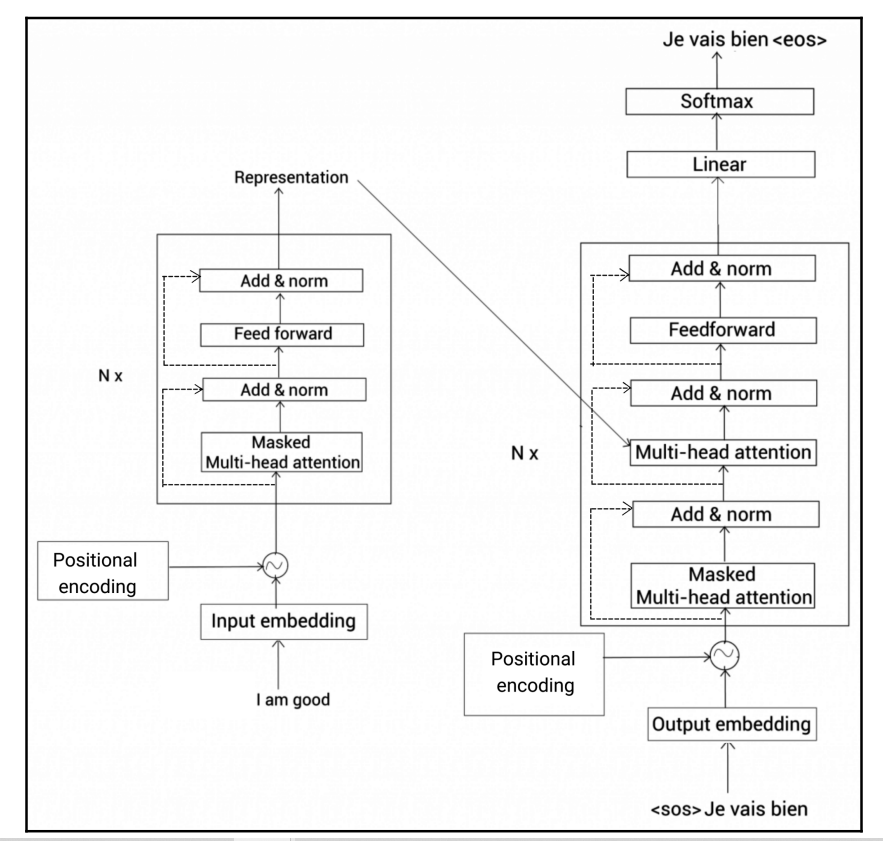 Je vais bien <eos>
Softmax
Linear
Representation
Add & norm
Feed forward
Add & norm
Masked
Multi-head attention
N x
Positional
encoding
Input embedding
I am good
Add & norm
Feedforward
Add & norm
Multi-head attention
N x
Add & norm
Masked
Multi-head attention
Positional
encoding
Output embedding
<sos> Je vais bien